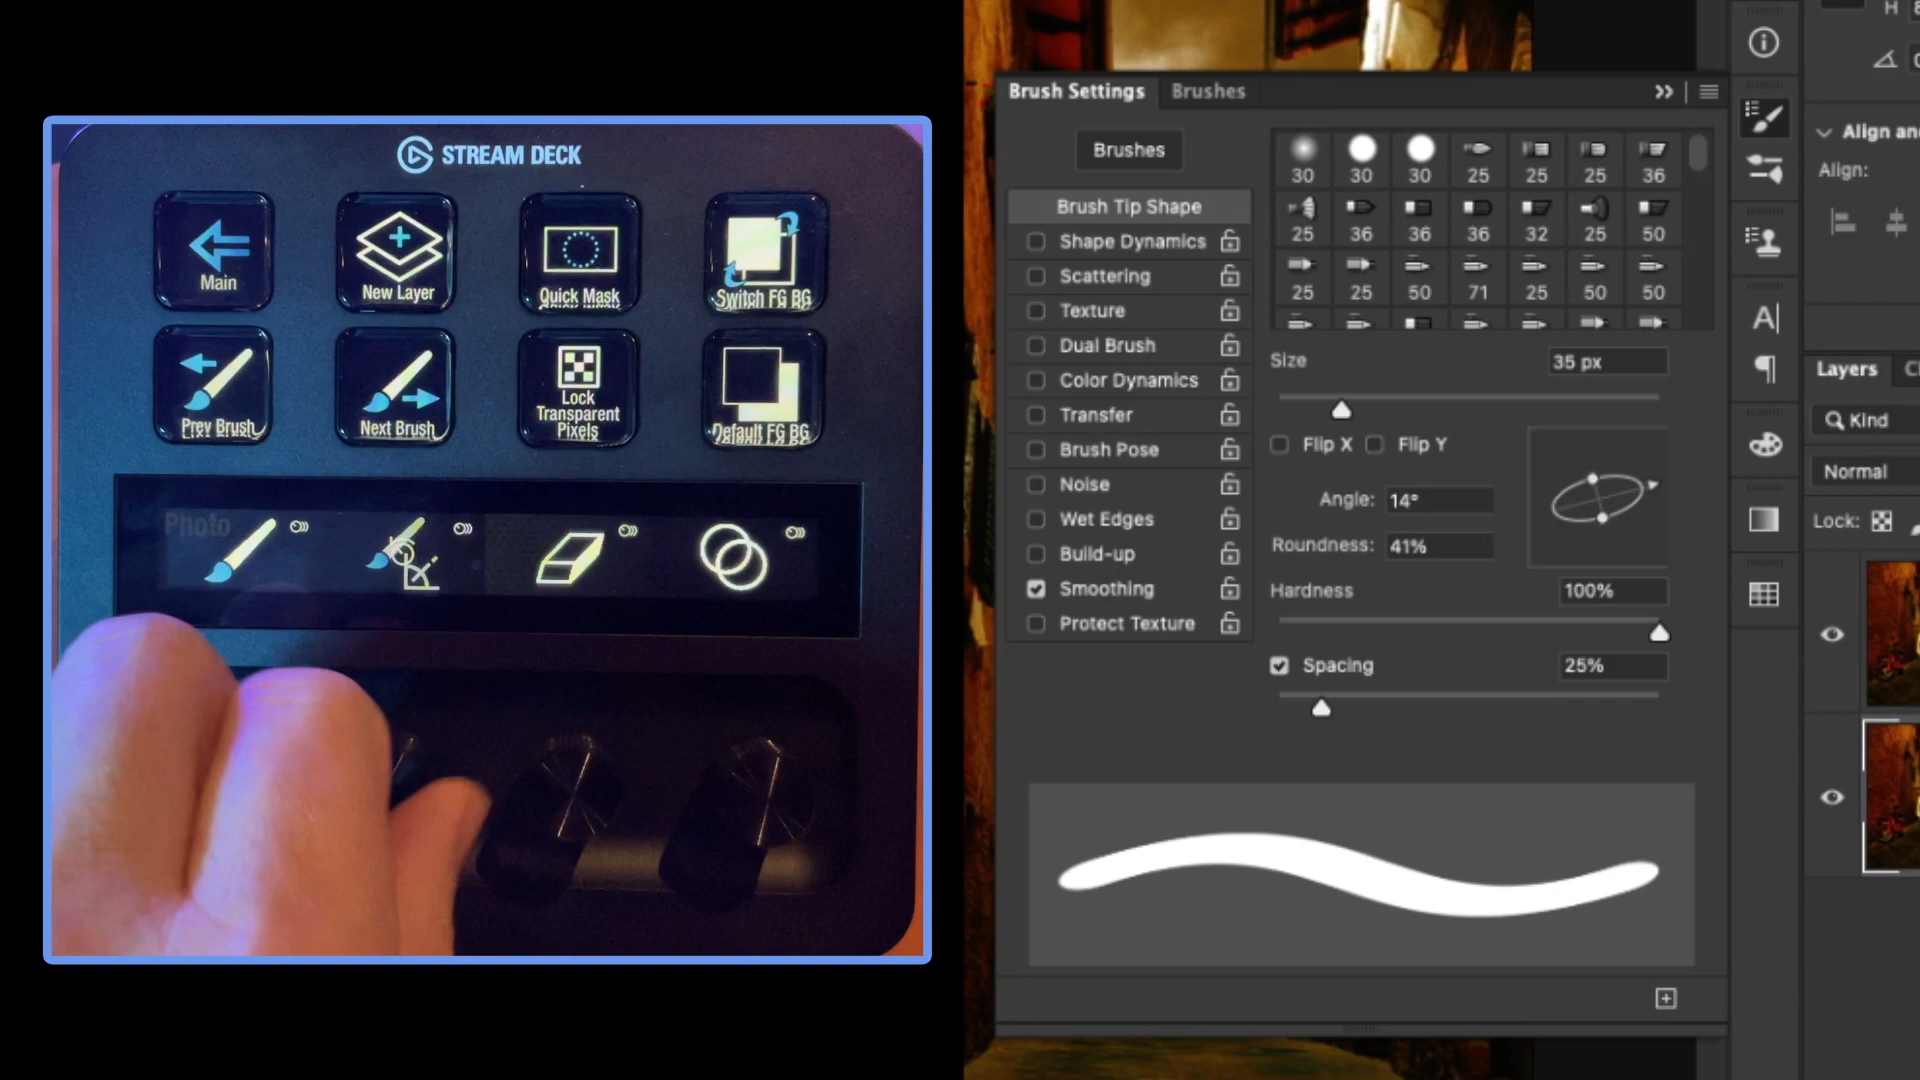 STREAM DECK
Main
New Layer
Quick Mask
Switch FG BG
Prev Brush
Next Brush
Lock
Transparent
Pixels
Default FG BG
Photo
Brush Settings
Brushes
Brushes
30 30 30 25 25 25 36
25 36 36 36 32 25 50
25 25 50 71 25 50 50
Brush Tip Shape
Shape Dynamics
Scattering
Texture
Dual Brush
Color Dynamics
Transfer
Brush Pose
Noise
Wet Edges
Build-up
Smoothing
Protect Texture
Size 35 px
Flip X Flip Y
Angle: 14°
Roundness: 41%
Hardness 100%
Spacing 25%
H
Align and
Align:
A
Layers
Kind
Normal
Lock: